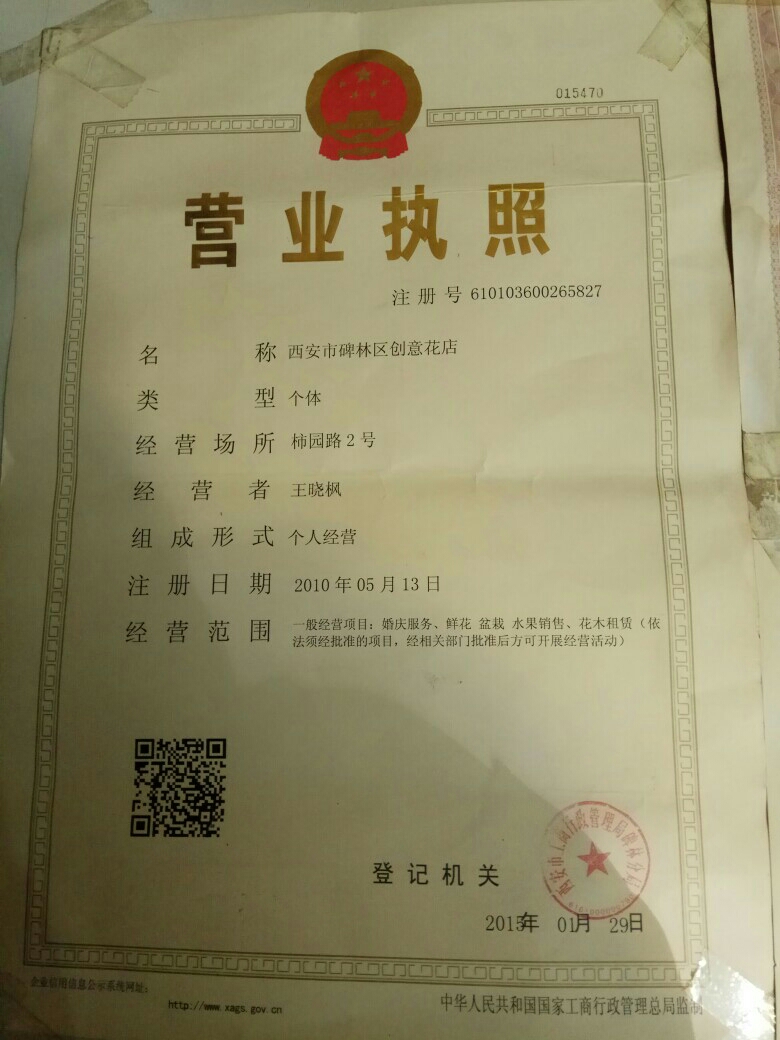 015470
营业执照
注册号 610103600265827
名称 西安市碑林区创意花店
类型 个体
经营场所 柿园路2号
经营者 王晓枫
组成形式 个人经营
注册日期 2010年05月13日
经营范围 一般经营项目：婚庆服务、鲜花 盆栽 水果销售、花木租赁（依
法须经批准的项目，经相关部门批准后方可开展经营活动）
西安市工商行政管理局碑林分局
登记机关
2015年 01月 29日
企业信用信息公示系统网址：
http://www.xags.gov.cn
中华人民共和国国家工商行政管理总局监制